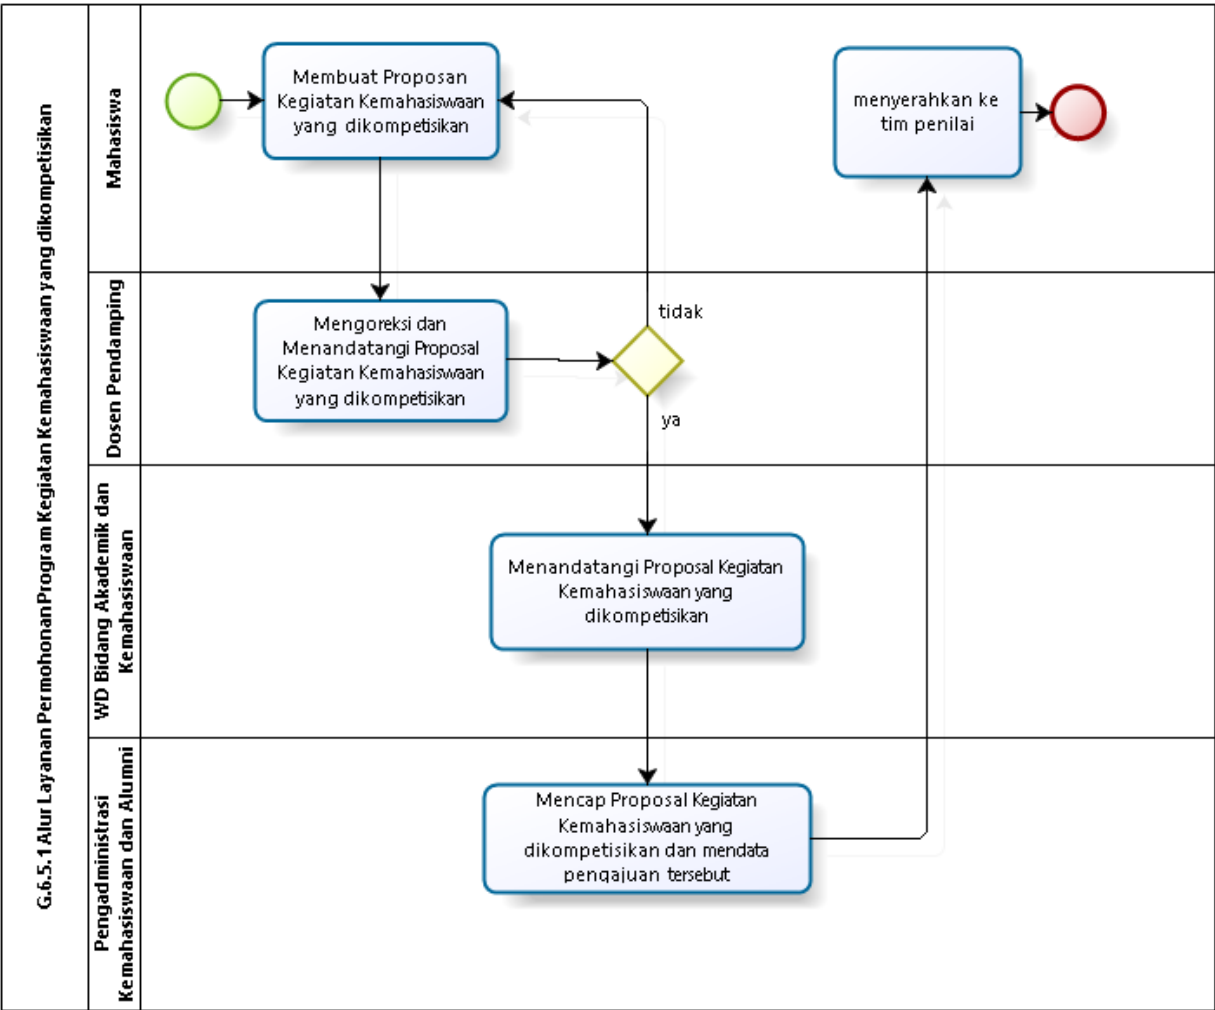 G.6.5.1 Alur Layanan Permohonan Program Kegiatan Kemahasiswaan yang dikompetisikan
Mahasiswa
Membuat Proposan
Kegiatan Kemahasiswaan
yang dikompetisikan
menyerahkan ke
tim penilai
Dosen Pendamping
Mengoreksi dan
Menandatangi Proposal
Kegiatan Kemahasiswaan
yang dikompetisikan
tidak
ya
WD Bidang Akademik dan
Kemahasiswaan
Menandatangi Proposal Kegiatan
Kemahasiswaan yang
dikompetisikan
Pengadministrasi
Kemahasiswaan dan Alumni
Mencap Proposal Kegiatan
Kemahasiswaan yang
dikompetisikan dan mendata
pengajuan tersebut